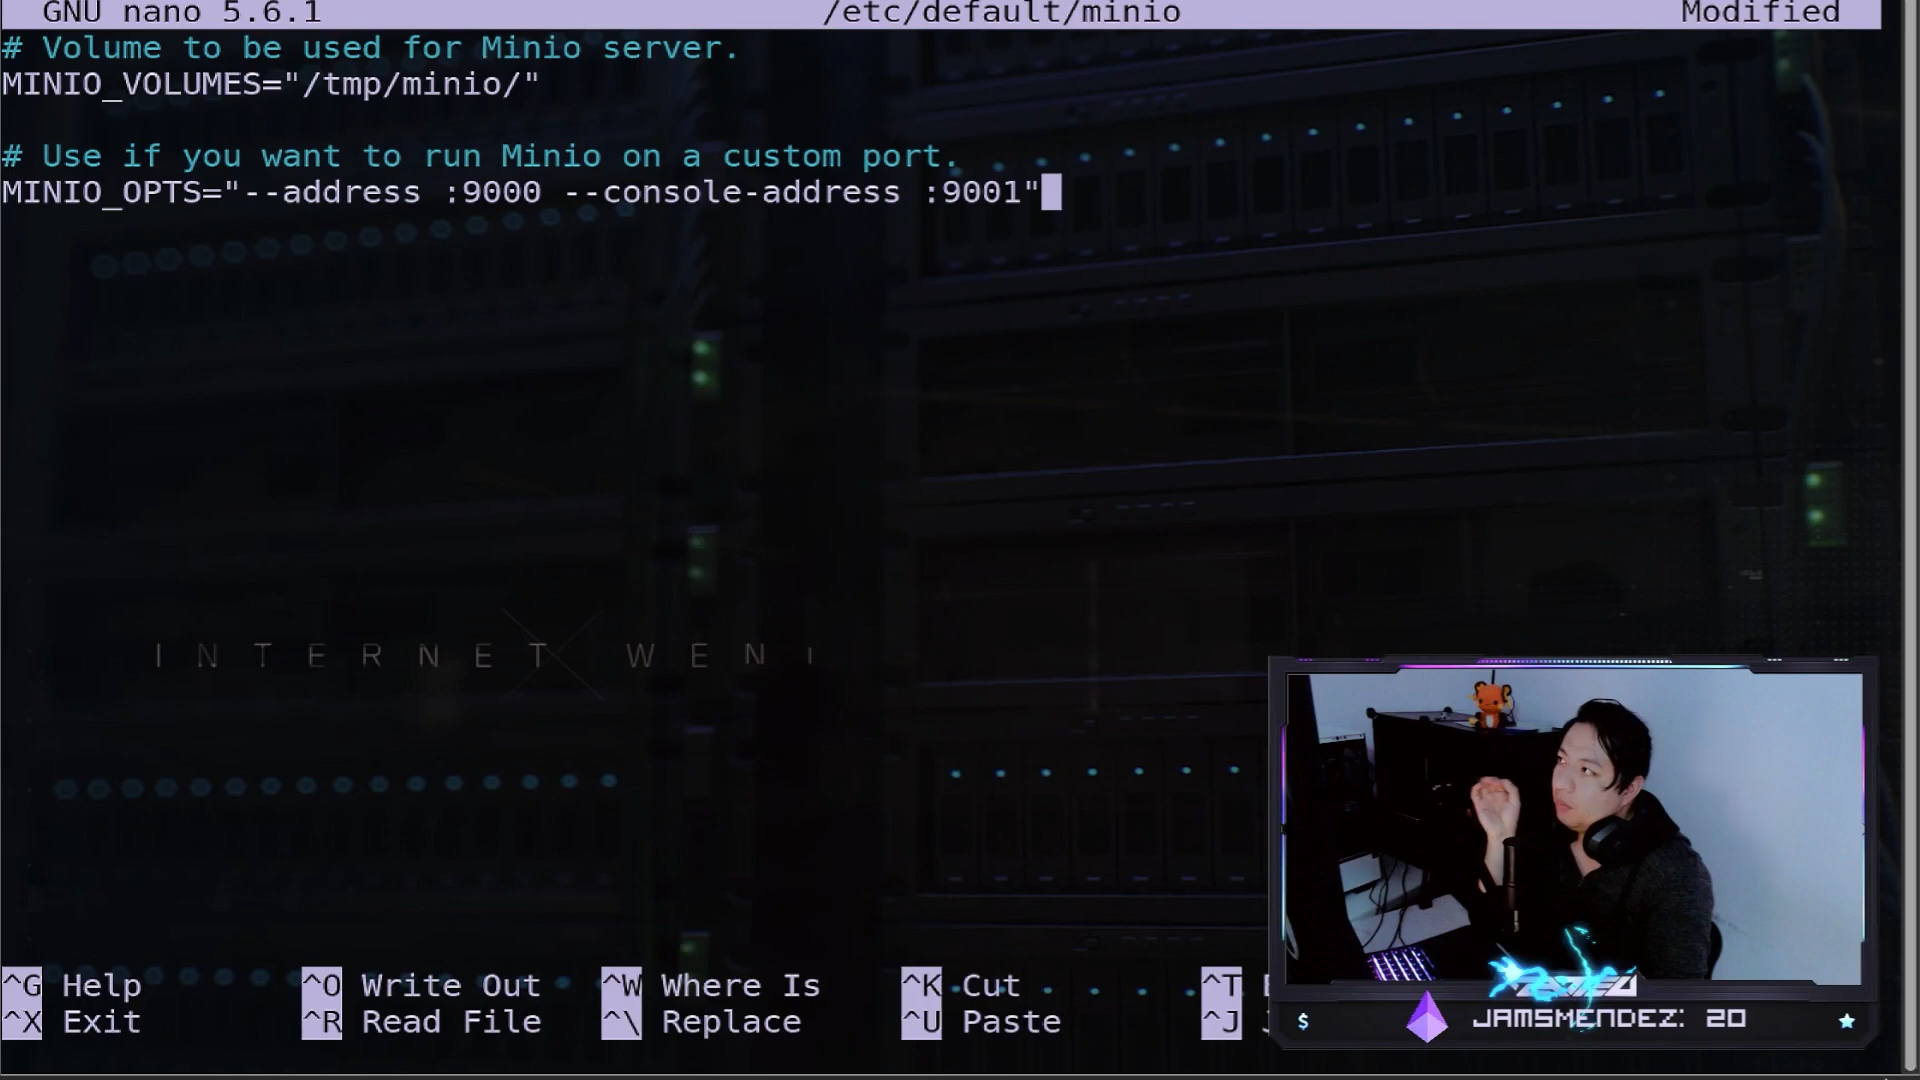 GNU nano 5.6.1 /etc/default/minio Modified
# Volume to be used for Minio server.
MINIO_VOLUMES="/tmp/minio/"
# Use if you want to run Minio on a custom port.
MINIO_OPTS="--address :9000 --console-address :9001"
INTERNET WEN
^G Help ^O Write Out ^W Where Is ^K Cut ^T
^X Exit ^R Read File ^\ Replace ^U Paste ^J
$ JAMSMENDEZ: 20